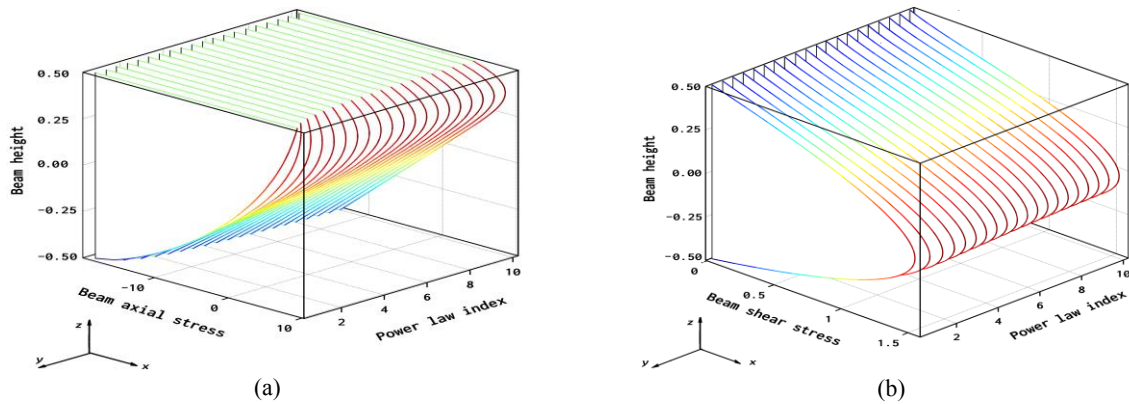 0.50
0.25
0.00
-0.25
-0.50
Beam height
-10
0
10
Beam axial stress
2
4
6
8
10
Power law index
z
y
x
(a)
0.50
0.25
0.00
-0.25
-0.50
Beam height
0
0.5
1
1.5
Beam shear stress
2
4
6
8
10
Power law index
z
y
x
(b)